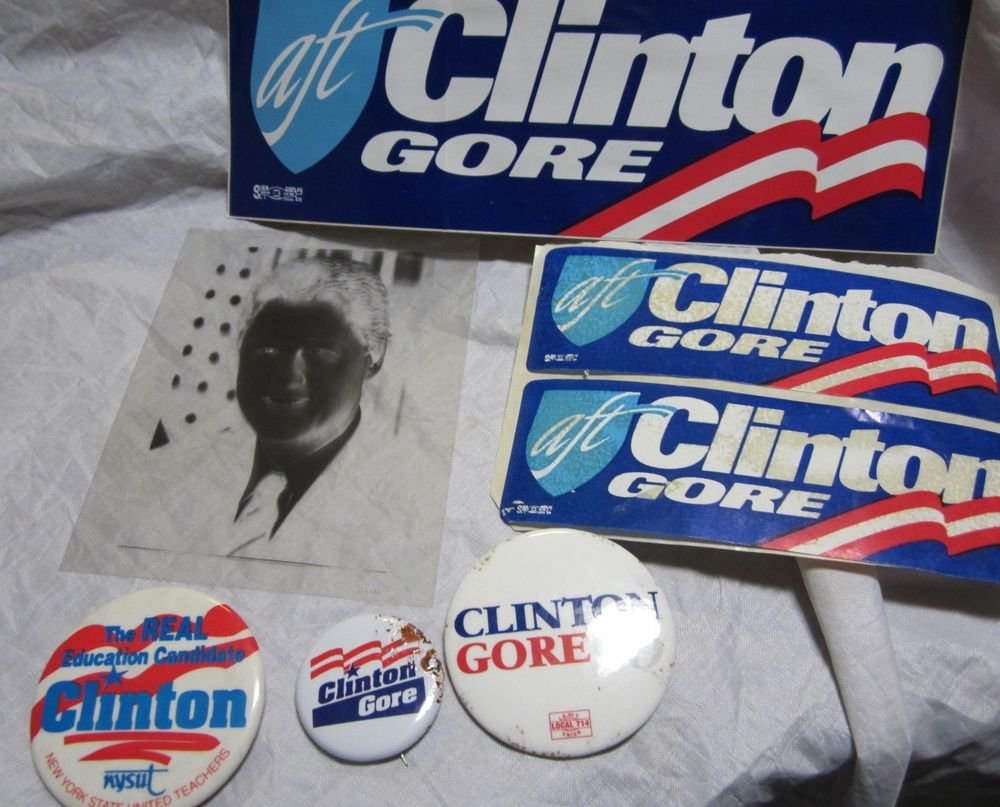 aft Clinton
GORE
aft Clinton
GORE
aft Clinton
GORE
The REAL
Education Candidate
Clinton
nysut
NEW YORK STATE UNITED TEACHERS
Clinton
Gore
CLINTON
GORE
LOCAL 714